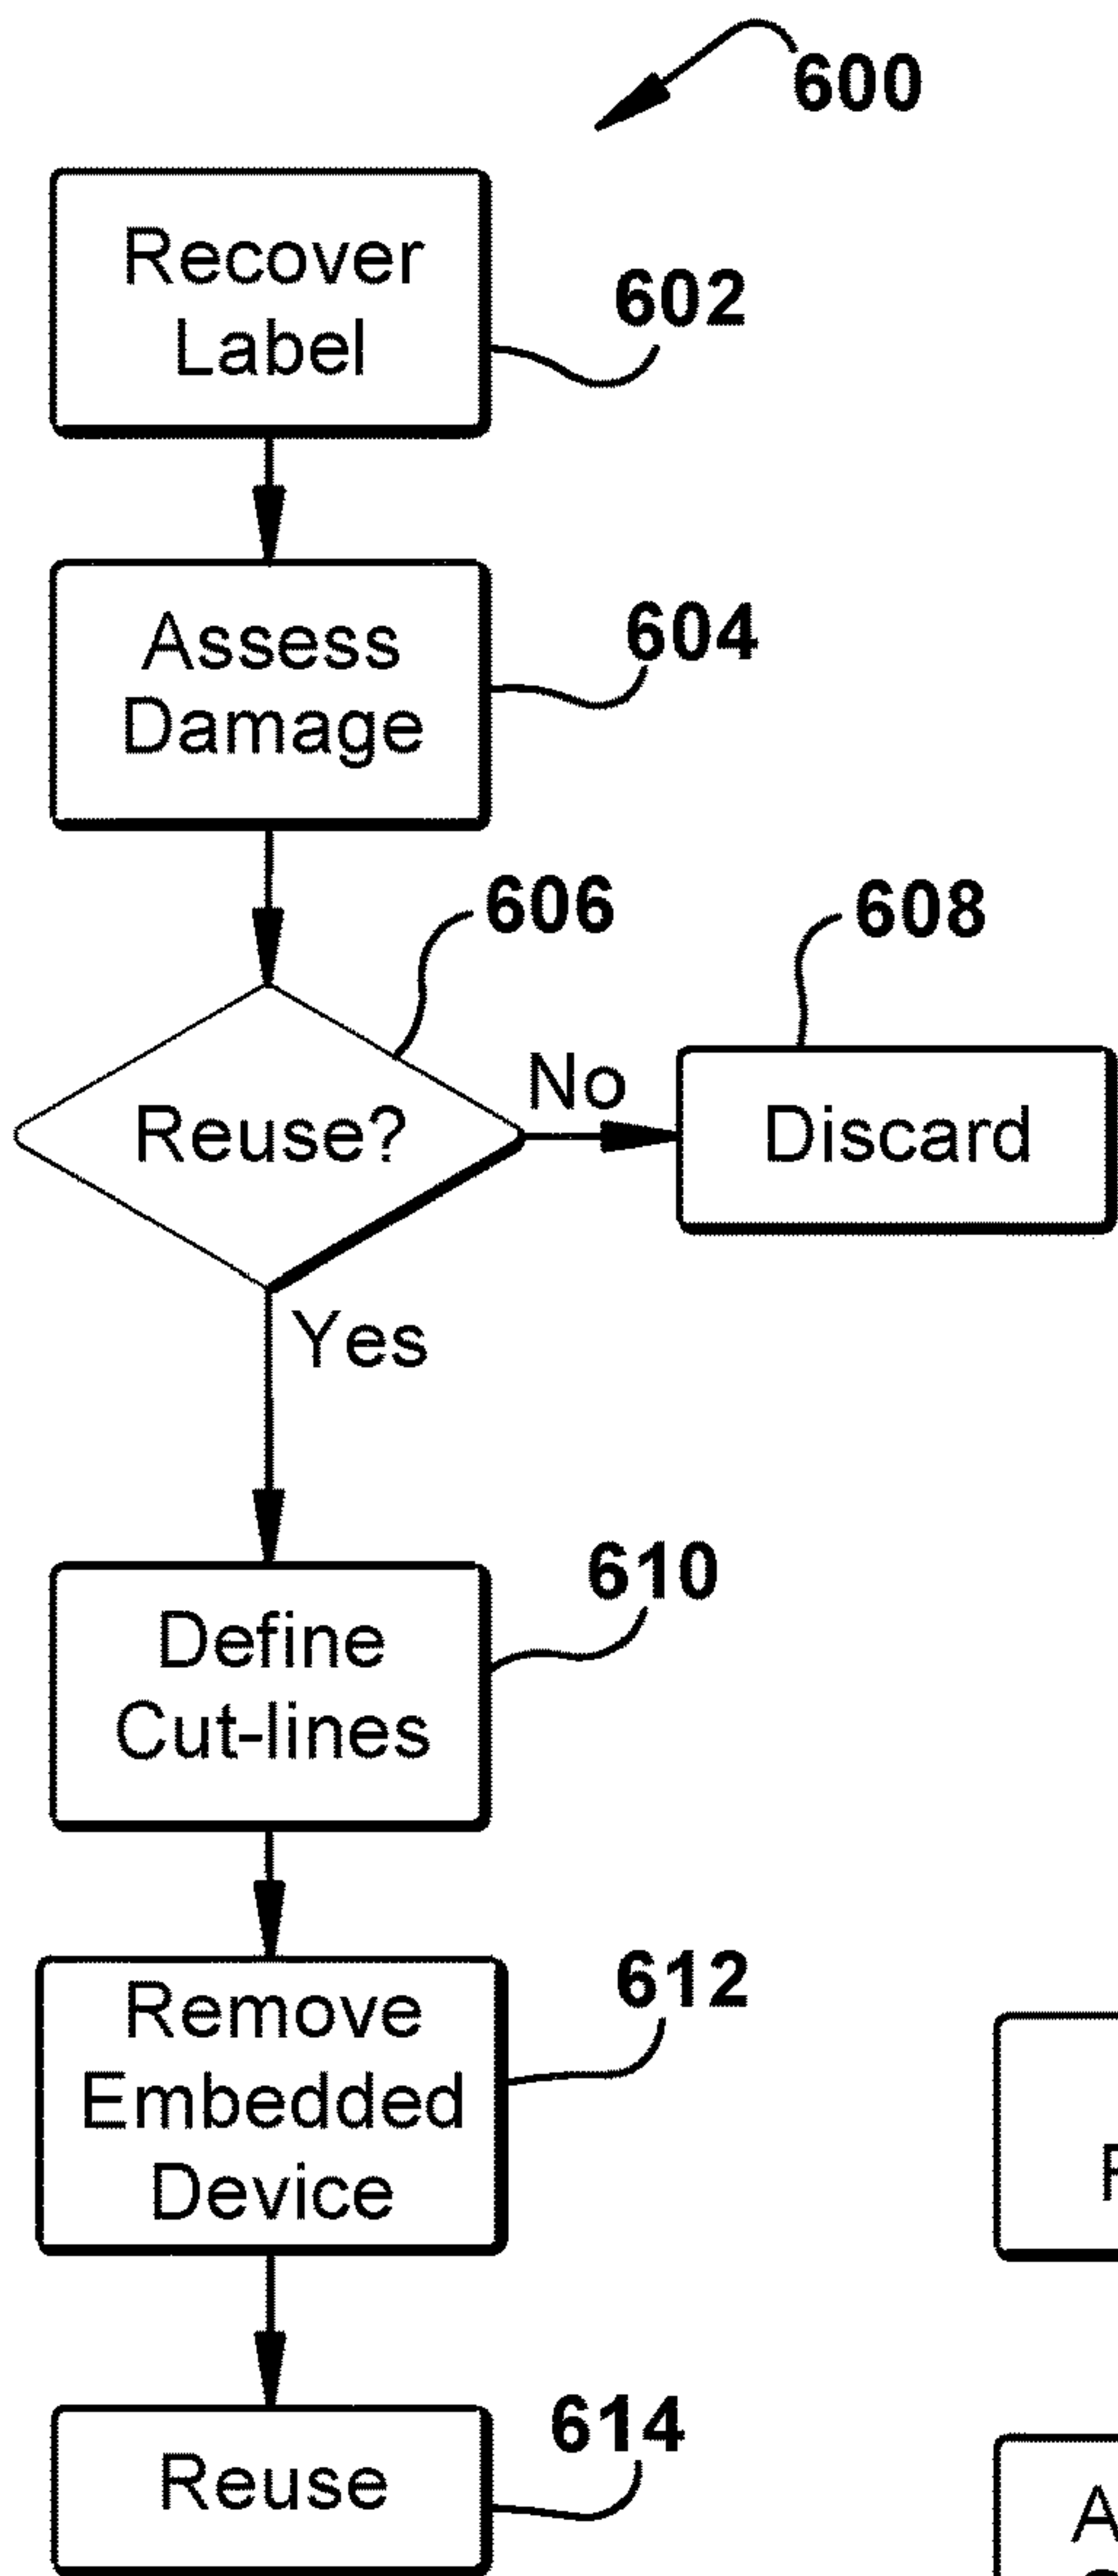 600
Recover
Label
602
Assess
Damage
604
606
608
Reuse?
No
Discard
Yes
Define
Cut-lines
610
Remove
Embedded
Device
612
Reuse
614